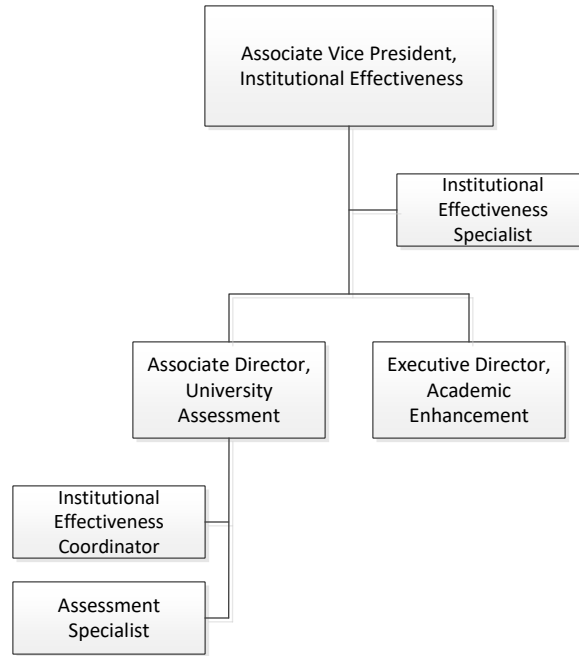 Associate Vice President,
Institutional Effectiveness
Institutional
Effectiveness
Specialist
Associate Director,
University
Assessment
Executive Director,
Academic
Enhancement
Institutional
Effectiveness
Coordinator
Assessment
Specialist